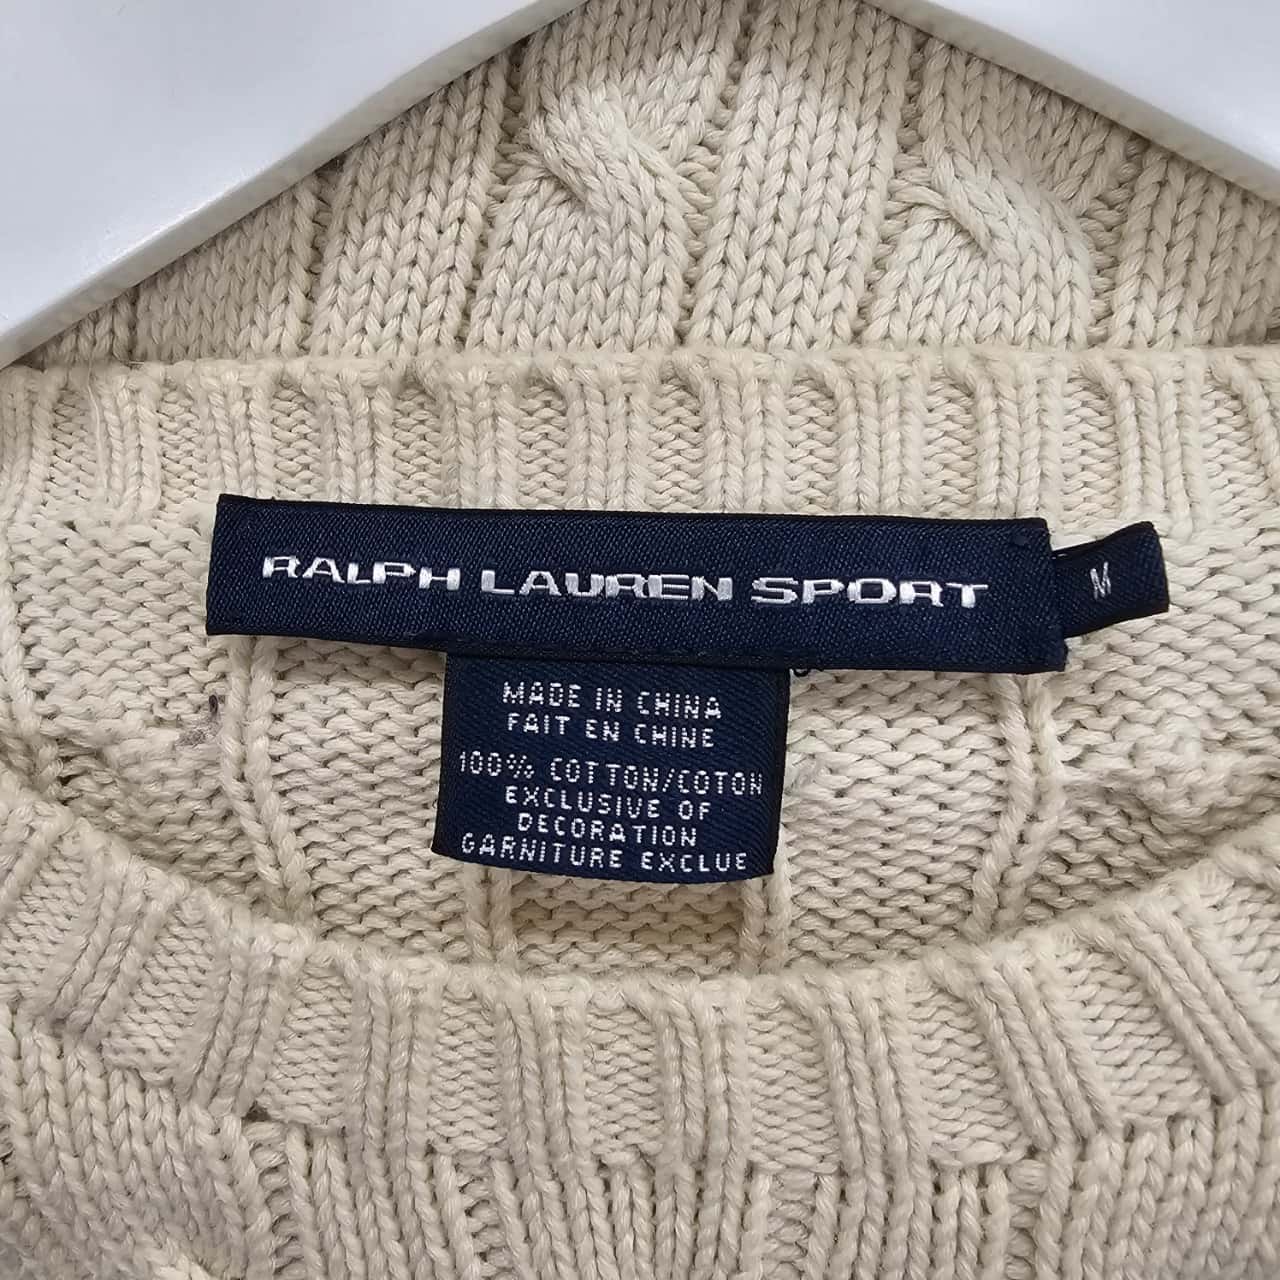 RALPH LAUREN SPORT
M
MADE IN CHINA
FAIT EN CHINE
100% COTTON/COTON
EXCLUSIVE OF
DECORATION
GARNITURE EXCLUE